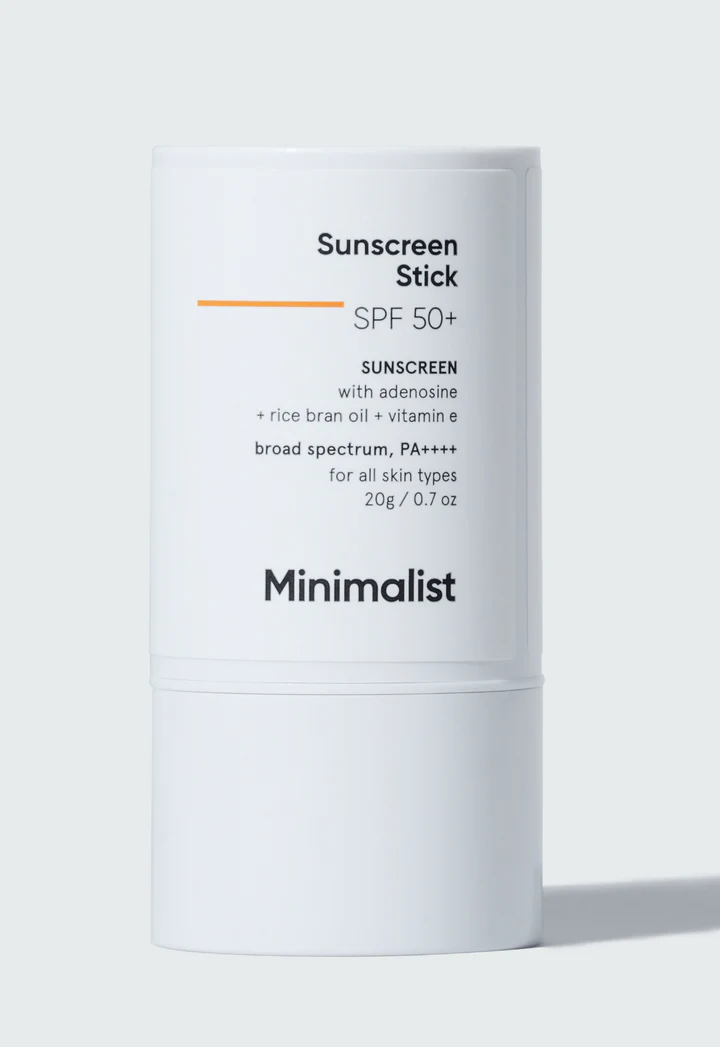 Sunscreen
Stick
SPF 50+
SUNSCREEN
with adenosine
+ rice bran oil + vitamin e
broad spectrum, PA++++
for all skin types
20g / 0.7 oz
Minimalist